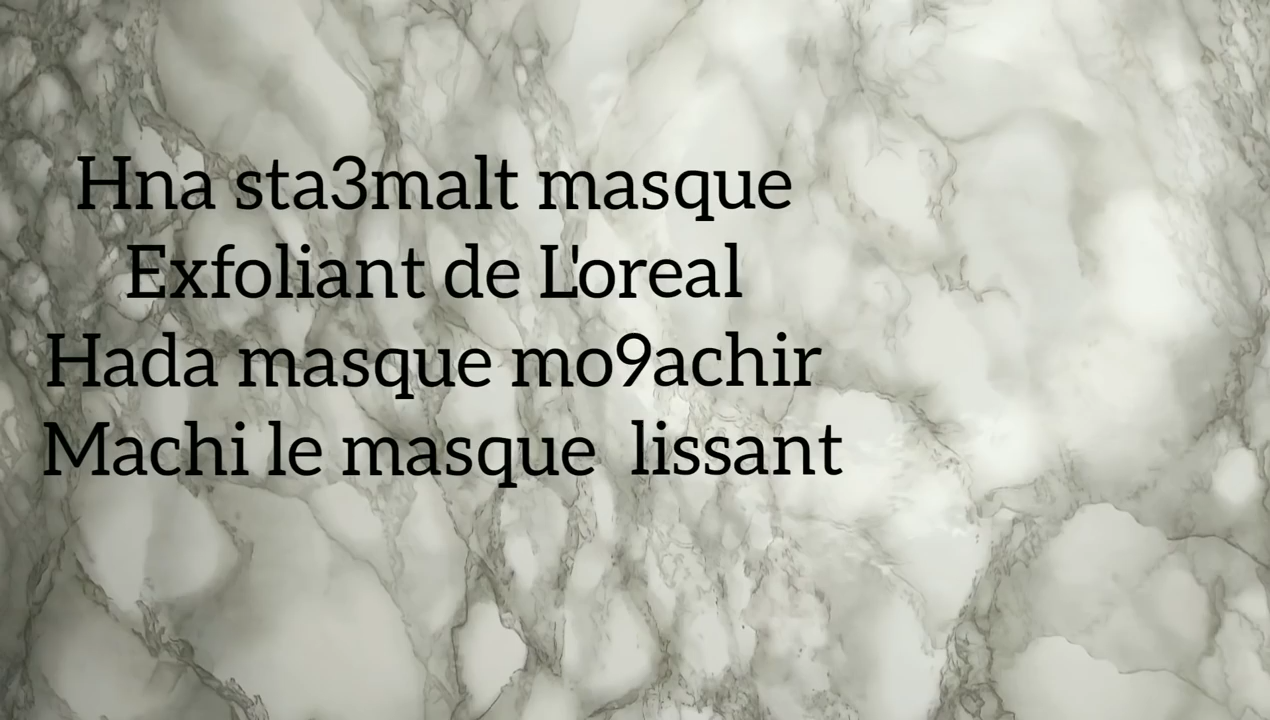 Hna sta3malt masque
Exfoliant de L'oreal
Hada masque mo9achir
Machi le masque lissant